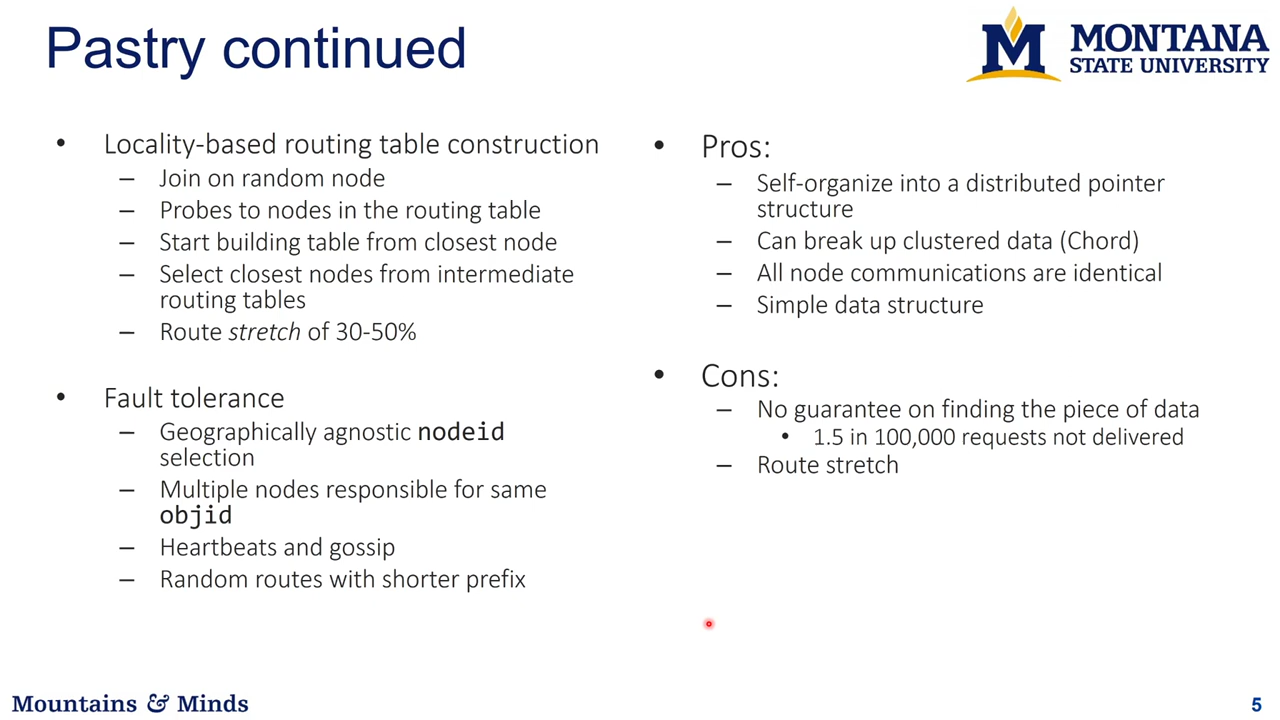 Pastry continued
MONTANA
STATE UNIVERSITY
• Locality-based routing table construction
– Join on random node
– Probes to nodes in the routing table
– Start building table from closest node
– Select closest nodes from intermediate
routing tables
– Route stretch of 30-50%
• Fault tolerance
– Geographically agnostic nodeid
selection
– Multiple nodes responsible for same
objid
– Heartbeats and gossip
– Random routes with shorter prefix
• Pros:
– Self-organize into a distributed pointer
structure
– Can break up clustered data (Chord)
– All node communications are identical
– Simple data structure
• Cons:
– No guarantee on finding the piece of data
• 1.5 in 100,000 requests not delivered
– Route stretch
Mountains & Minds
5